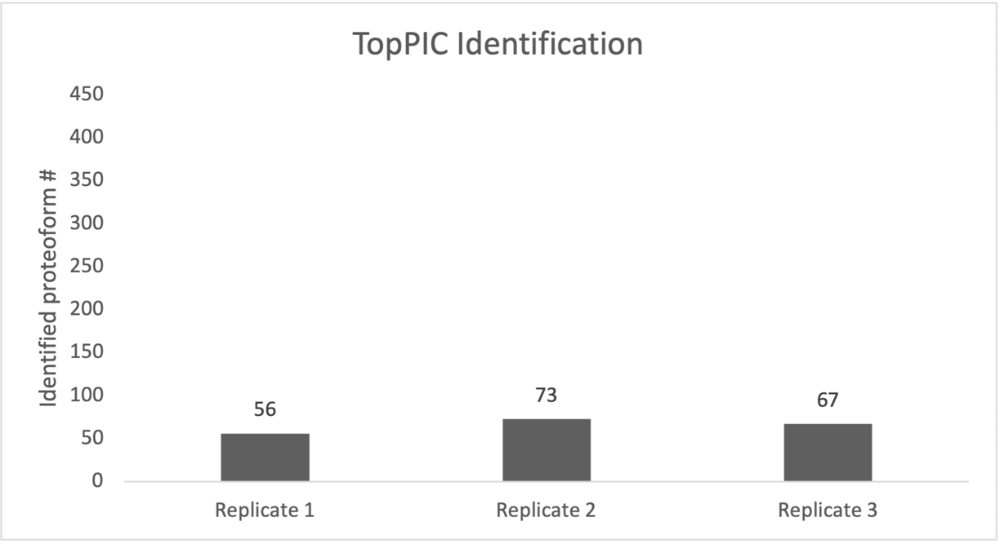 TopPIC Identification
Identified proteoform #
450
400
350
300
250
200
150
100
50
0
56
73
67
Replicate 1
Replicate 2
Replicate 3